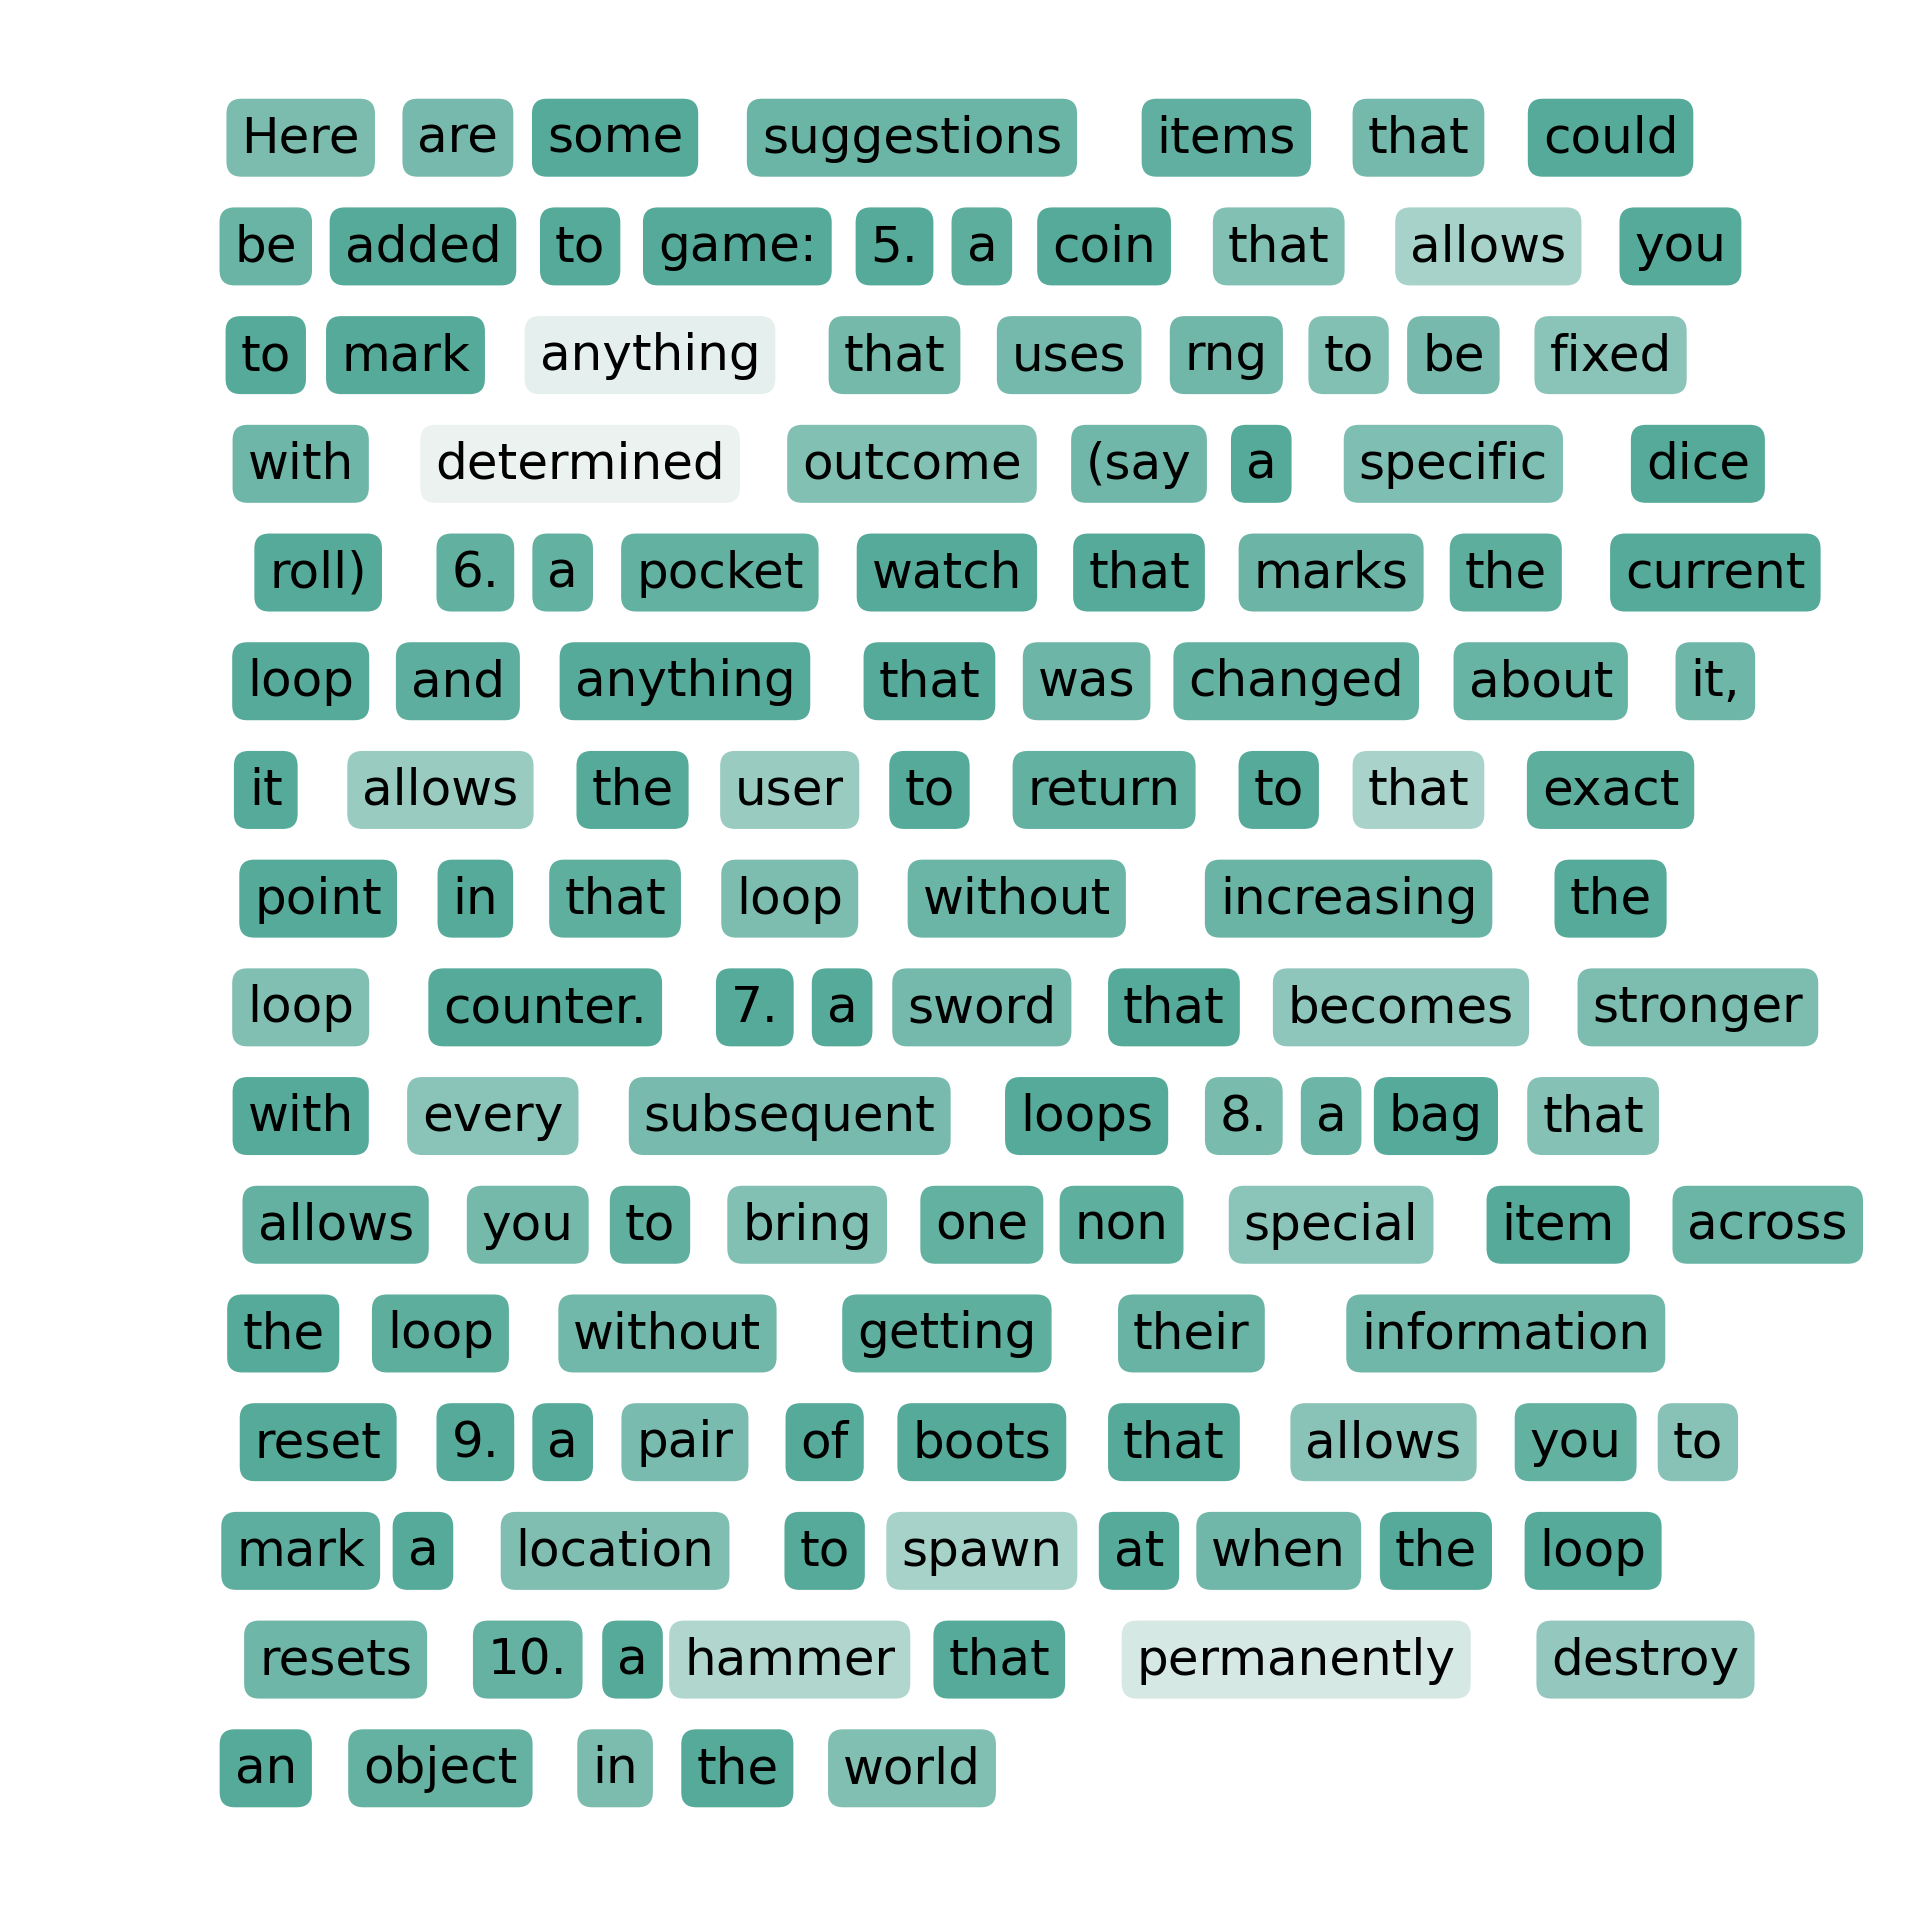 Here are some suggestions items that could
be added to game: 5. a coin that allows you
to mark anything that uses rng to be fixed
with determined outcome (say a specific dice
roll) 6. a pocket watch that marks the current
loop and anything that was changed about it,
it allows the user to return to that exact
point in that loop without increasing the
loop counter. 7. a sword that becomes stronger
with every subsequent loops 8. a bag that
allows you to bring one non special item across
the loop without getting their information
reset 9. a pair of boots that allows you to
mark a location to spawn at when the loop
resets 10. a hammer that permanently destroy
an object in the world